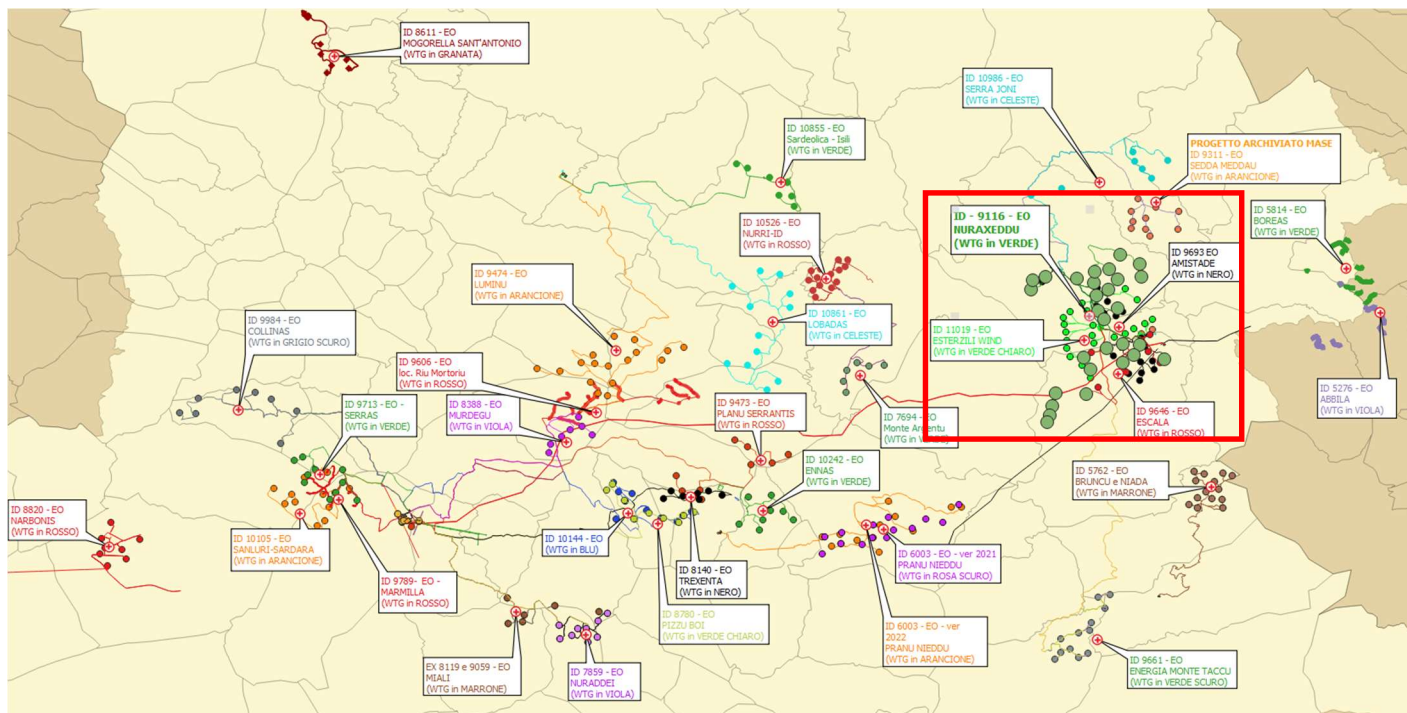 ID 8611 - EO
MOGORELLA SANT'ANTONIO
(WTG in GRANATA)
ID 10986 - EO
SERRA JONI
(WTG in CELESTE)
ID 10855 - EO
Sardeolica - Isili
(WTG in VERDE)
PROGETTO ARCHIVIATO MASE
ID 9311 - EO
SEDDA MEDDAU
(WTG in ARANCIONE)
ID - 9116 - EO
NURAXEDDU
(WTG in VERDE)
ID 5814 - EO
BOREAS
(WTG in VERDE)
ID 10526 -
NURRI-ID
(WTG in ROSSO)
ID 9693 EO
AMISTADE
(WTG in NERO)
ID 9474 - EO
LUMINU
(WTG in ARANCIONE)
ID 9984 - EO
COLLINAS
(WTG in GRIGIO SCURO)
ID 10861 - EO
LOBADAS
(WTG in CELESTE)
ID 11019 - EO
ESTERZILI WIND
(WTG in VERDE CHIARO)
ID 9606 - EO
loc. Riu Mortoriu
(WTG in ROSSO)
ID 5276 - EO
ABBILA
(WTG in VIOLA)
ID 9713 - EO -
SERRAS
(WTG in VERDE)
ID 8388 - EO
MURDEGU
(WTG in VIOLA)
ID 9473 - EO
PLANU SERRANTIS
(WTG in ROSSO)
ID 7694 - EO
Monte Argentu
(WTG in VERDE)
ID 9646 - EO
ESCALA
(WTG in ROSSO)
ID 10242 - EO
ENNAS
(WTG in VERDE)
ID 5762 - EO
BRUNCU e NIADA
(WTG in MARRONE)
ID 8820 - EO
NARBONIS
(WTG in ROSSO)
ID 10105 - EO
SANLURI-SARDARA
(WTG in ARANCIONE)
ID 10144 - EO
(WTG in BLU)
ID 6003 - EO - ver 2021
PRANU NIEDDU
(WTG in ROSA SCURO)
ID 9789- EO -
MARMILLA
(WTG in ROSSO)
ID 8140 - EO
TREXENTA
(WTG in NERO)
ID 8780 - EO
PIZZU BOI
(WTG in VERDE CHIARO)
ID 6003 - EO - ver
2022
PRANU NIEDDU
(WTG in ARANCIONE)
EX 8119 e 9059 - EO
MIALI
(WTG in MARRONE)
ID 7859 - EO
NURADDEI
(WTG in VIOLA)
ID 9661 - EO
ENERGIA MONTE TACCU
(WTG in VERDE SCURO)